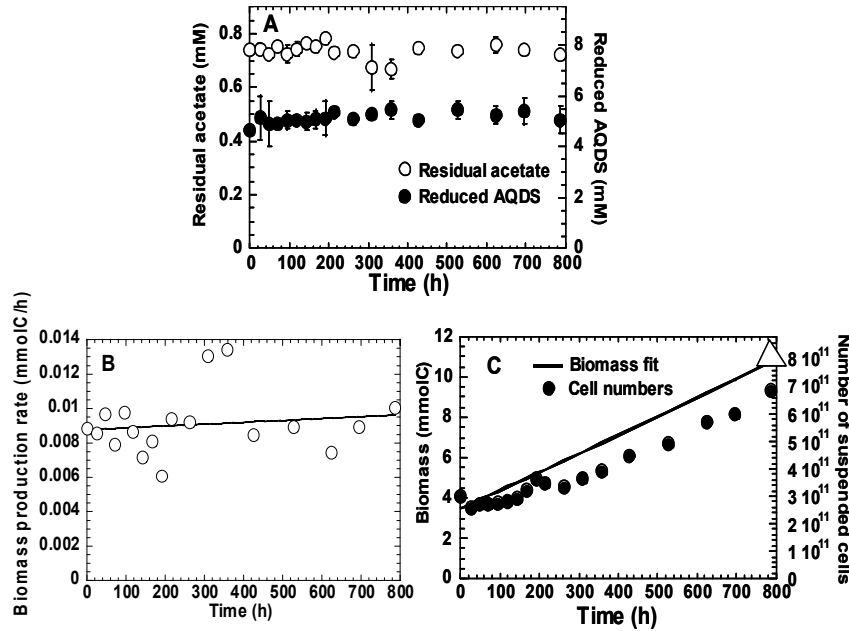 A
Residual acetate (mM)
0.8
0.6
0.4
0.2
0
Residual acetate
Reduced AQDS
8
6
4
2
0
Reduced AQDS (mM)
0 100 200 300 400 500 600 700 800
Time (h)
B
Biomass production rate (mmolC/h)
0.014
0.012
0.01
0.008
0.006
0.004
0.002
0
0 100 200 300 400 500 600 700 800
Time (h)
C
Biomass (mmolC)
12
10
8
6
4
2
0
Biomass fit
Cell numbers
8 10¹¹
7 10¹¹
6 10¹¹
5 10¹¹
4 10¹¹
3 10¹¹
2 10¹¹
1 10¹¹
0
Number of suspended cells
0 100 200 300 400 500 600 700 800
Time (h)